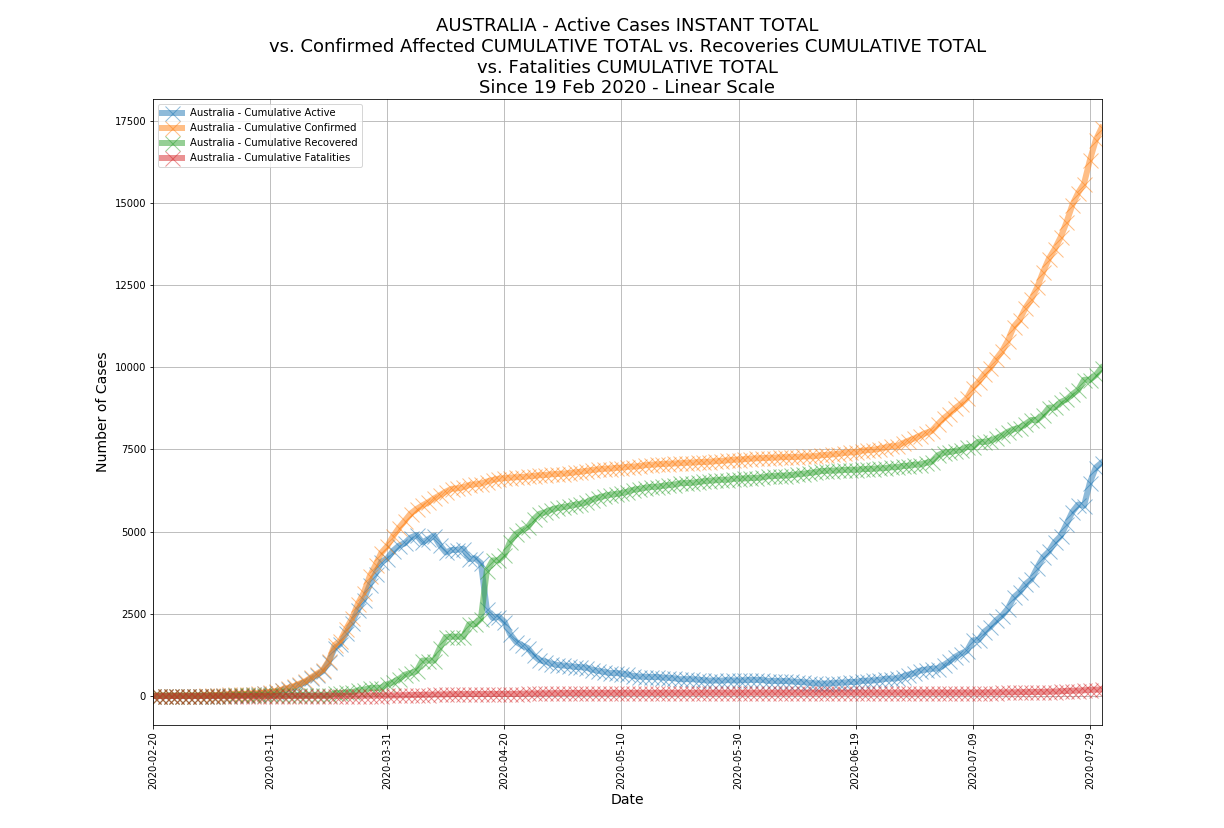 AUSTRALIA - Active Cases INSTANT TOTAL
vs. Confirmed Affected CUMULATIVE TOTAL vs. Recoveries CUMULATIVE TOTAL
vs. Fatalities CUMULATIVE TOTAL
Since 19 Feb 2020 - Linear Scale
Australia - Cumulative Active
Australia - Cumulative Confirmed
Australia - Cumulative Recovered
Australia - Cumulative Fatalities
Number of Cases
17500
15000
12500
10000
7500
5000
2500
0
2020-02-20
2020-03-11
2020-03-31
2020-04-20
2020-05-10
2020-05-30
2020-06-19
2020-07-09
2020-07-29
Date